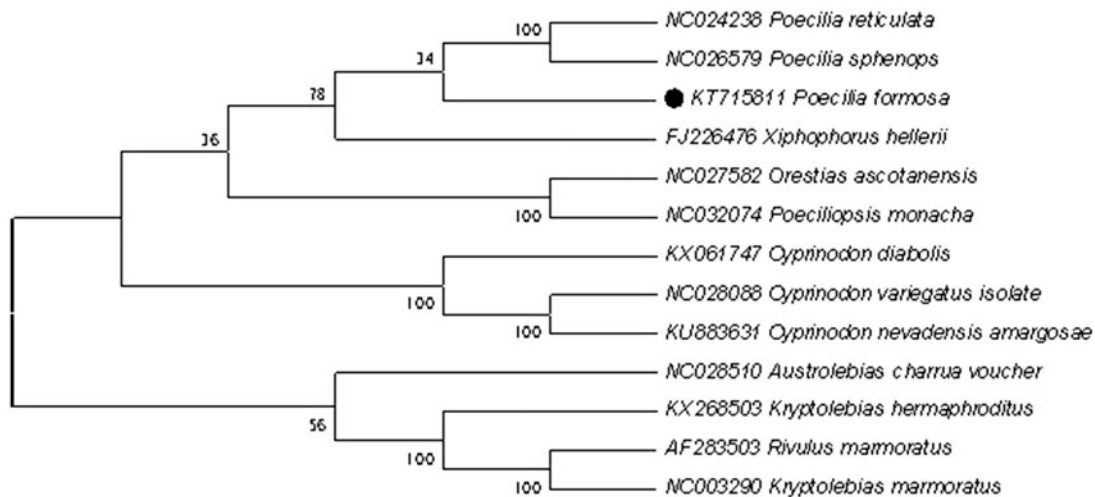 NC024238 Poecilia reticulata
100
NC026579 Poecilia sphenops
34
KT715811 Poecilia formosa
78
FJ226476 Xiphophorus hellerii
36
NC027582 Orestias ascotanensis
NC032074 Poeciliopsis monacha
100
KX061747 Cyprinodon diabolis
NC028088 Cyprinodon variegatus isolate
100
KU883631 Cyprinodon nevadensis amargosae
100
NC028510 Austrolebias charrua voucher
KX268503 Kryptolebias hermaphroditus
56
AF283503 Rivulus marmoratus
100
NC003290 Kryptolebias marmoratus
100